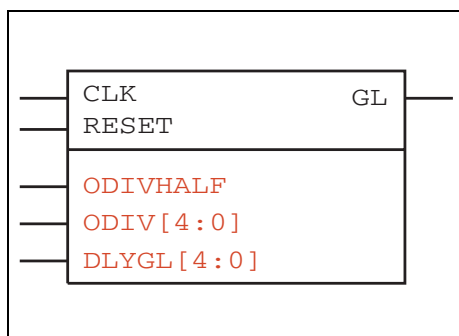 CLK GL
RESET
ODIVHALF
ODIV[4:0]
DLYGL[4:0]